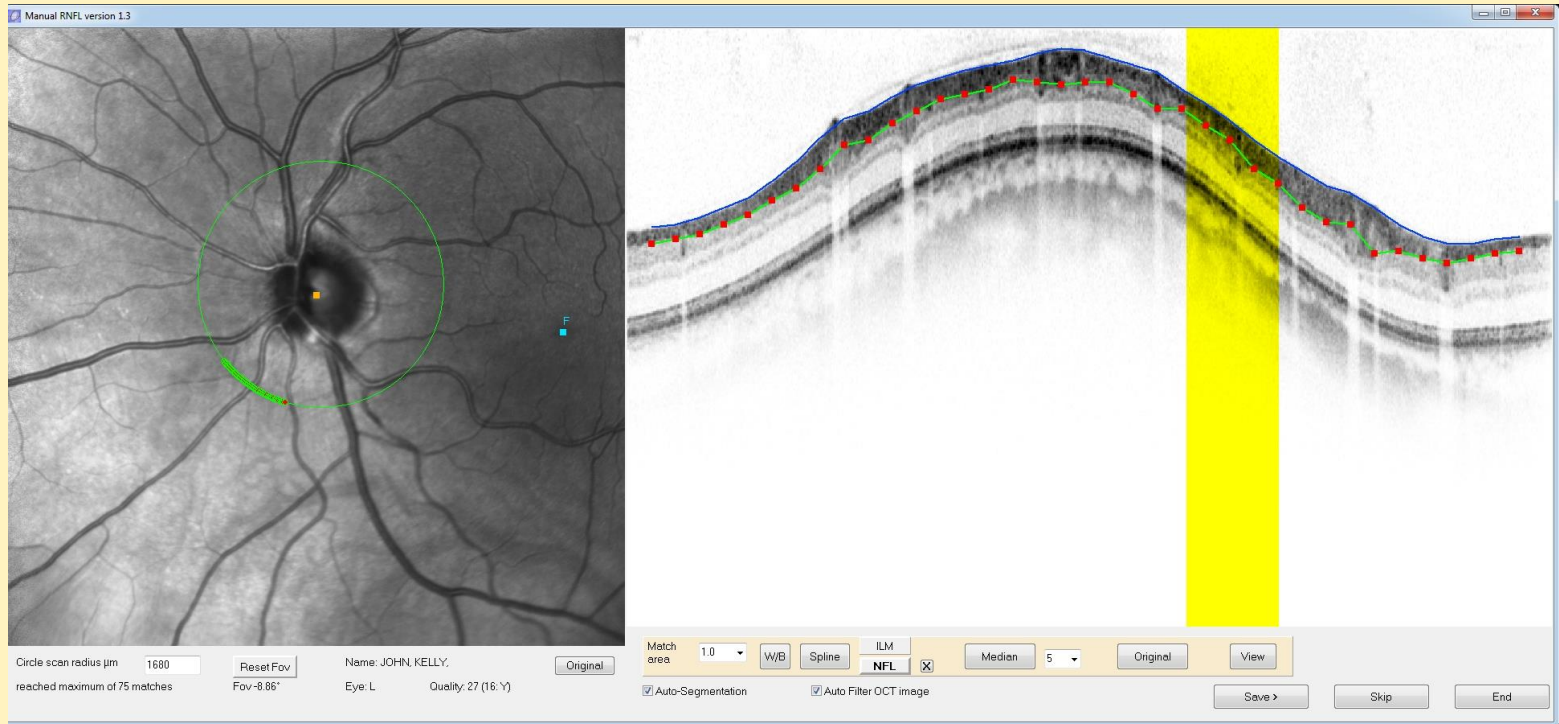 Manual RNFL version 1.3
F
Circle scan radius µm 1680
reached maximum of 75 matches
Reset Fov
Fov-8.86°
Name: JOHN, KELLY,
Eye: L Quality: 27 (16: 'Y')
Original
Match area 1.0
W/B
Spline
ILM
NFL
X
Median
5
Original
View
Auto-Segmentation
Auto Filter OCT image
Save >
Skip
End